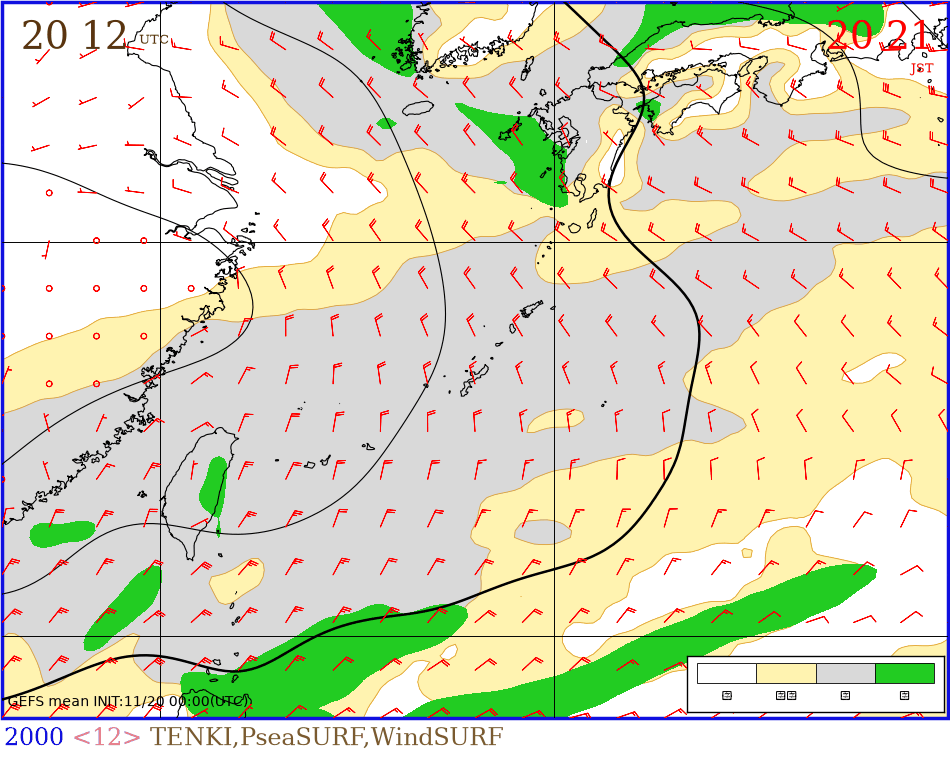 20 12 UTC
20 21
JST
GEFS mean INIT:11/20 00:00(UTC)
2000 <12> TENKI,PseaSURF,WindSURF